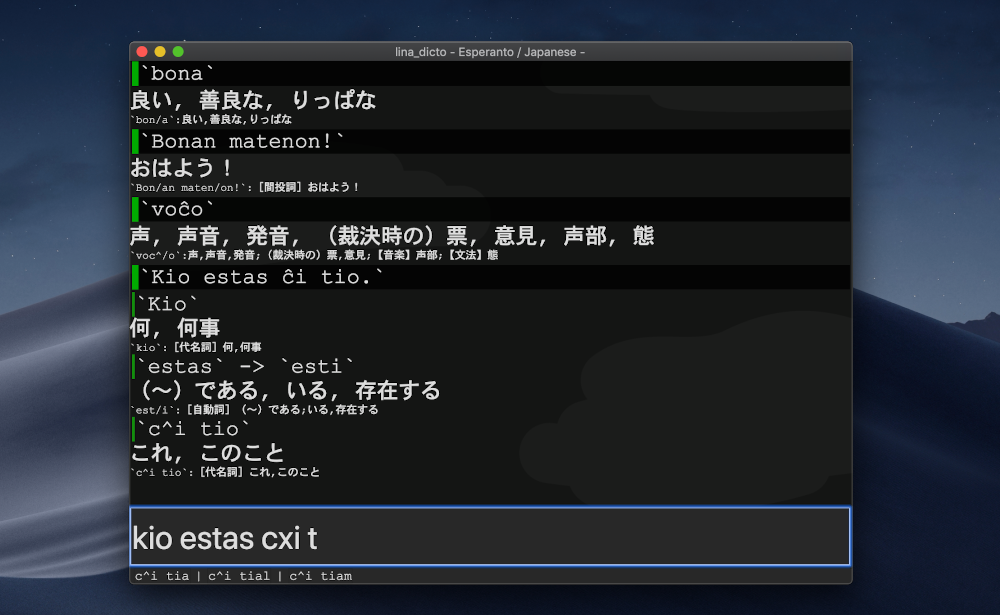 lina_dicto - Esperanto / Japanese -
`bona`
良い, 善良な, りっぱな
`bon/a`:良い,善良な,りっぱな
`Bonan matenon!`
おはよう！
`Bon/an maten/on!`: [間投詞] おはよう！
`voĉo`
声, 声音, 発音, （裁決時の）票, 意見, 声部, 態
`voc^/o`:声,声音,発音;（裁決時の）票,意見;【音楽】声部;【文法】態
`Kio estas ĉi tio.`
`Kio`
何, 何事
`kio`: [代名詞] 何,何事
`estas` -> `esti`
（〜）である, いる, 存在する
`est/i`: [自動詞] （〜）である;いる,存在する
`c^i tio`
これ, このこと
`c^i tio`: [代名詞] これ,このこと
kio estas cxi t
c^i tia | c^i tial | c^i tiam